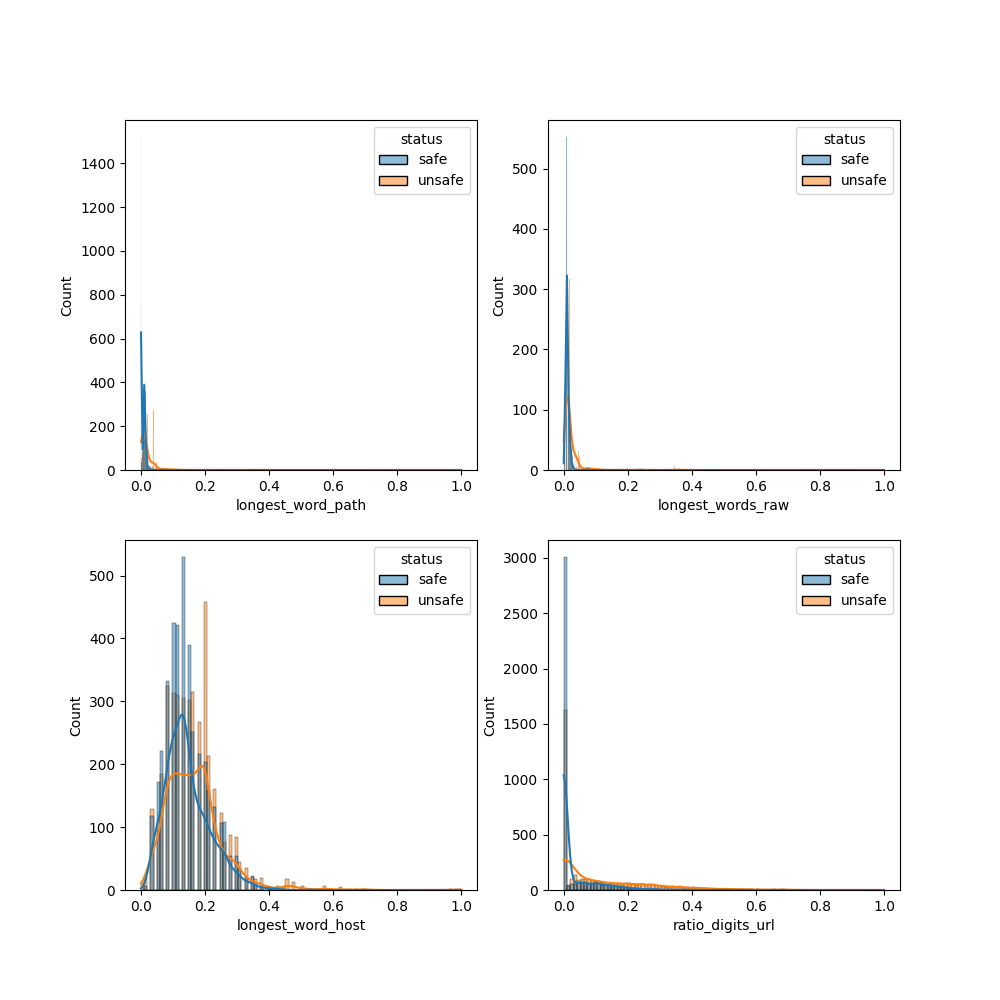 status
safe
unsafe
1400
1200
1000
800
600
400
200
0
Count
0.0 0.2 0.4 0.6 0.8 1.0
longest_word_path
status
safe
unsafe
500
400
300
200
100
0
Count
0.0 0.2 0.4 0.6 0.8 1.0
longest_words_raw
status
safe
unsafe
500
400
300
200
100
0
Count
0.0 0.2 0.4 0.6 0.8 1.0
longest_word_host
status
safe
unsafe
3000
2500
2000
1500
1000
500
0
Count
0.0 0.2 0.4 0.6 0.8 1.0
ratio_digits_url